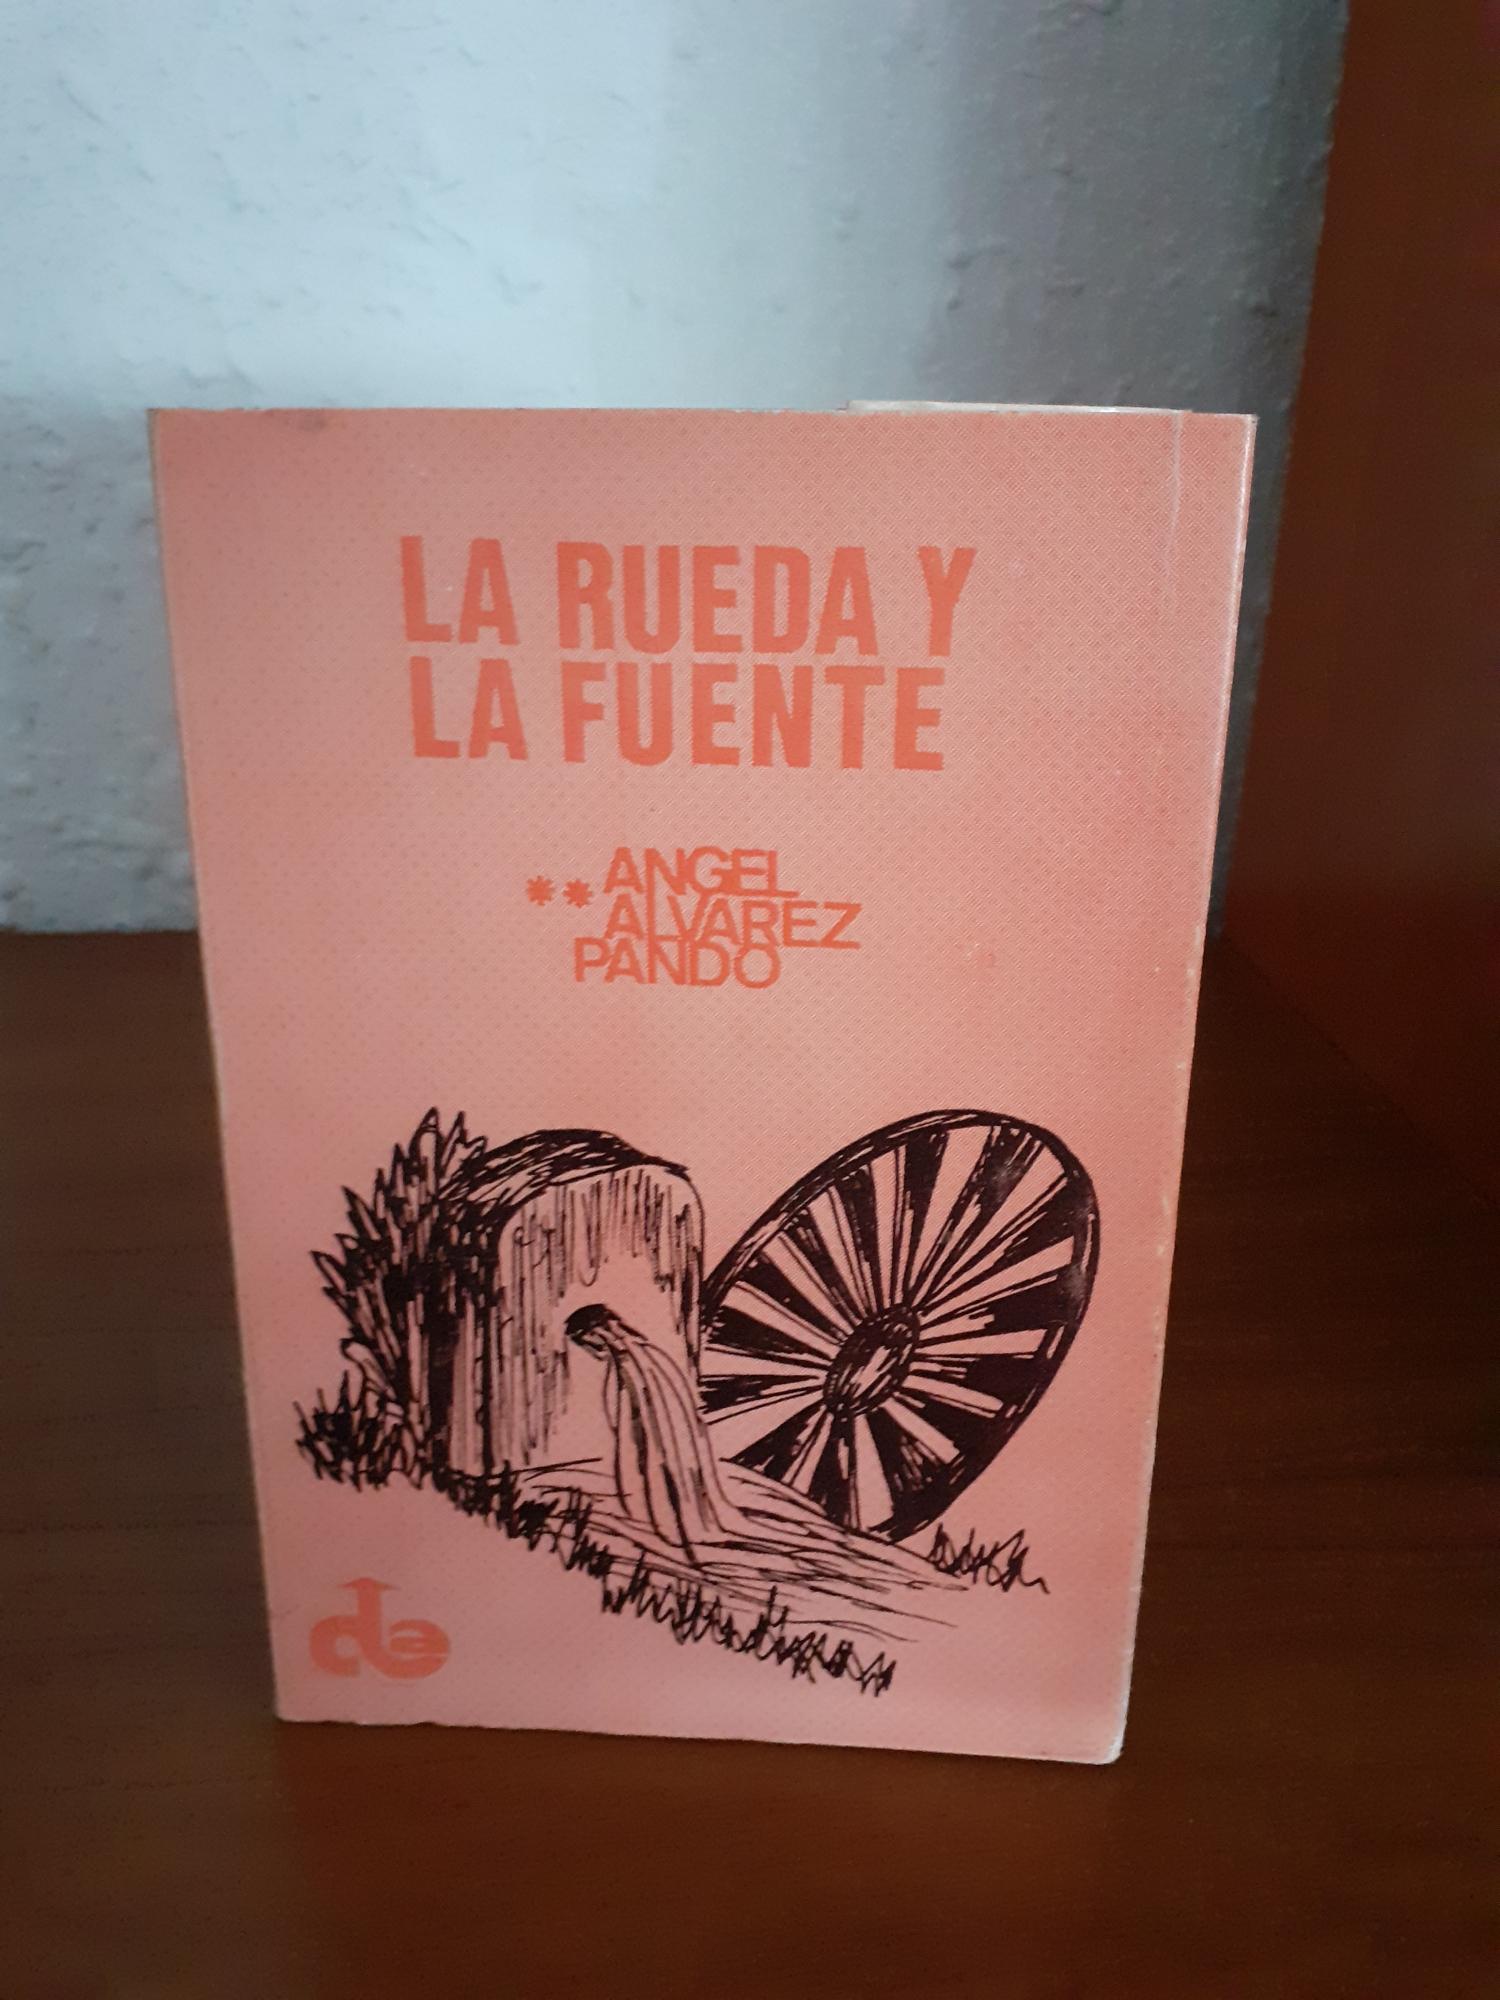 LA RUEDA Y
LA FUENTE
** ANGEL
ALVAREZ
PANDO